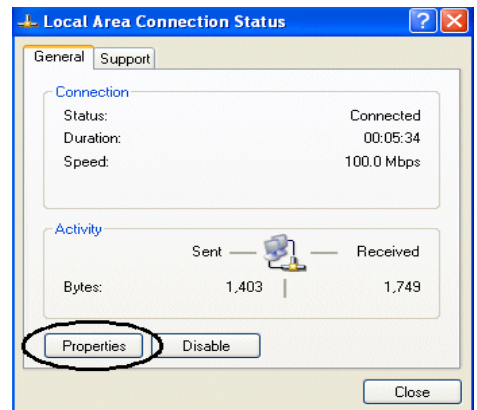 Local Area Connection Status
General Support
Connection
Status: Connected
Duration: 00:05:34
Speed: 100.0 Mbps
Activity
Sent Received
Bytes: 1,403 1,749
Properties Disable
Close